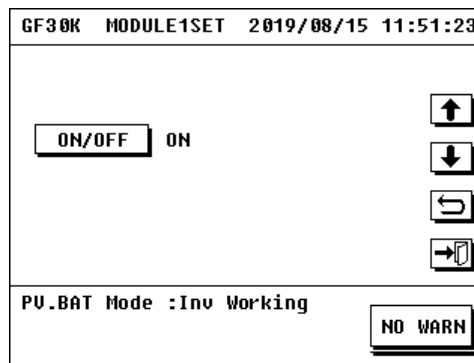 GF30K MODULE1SET 2019/08/15 11:51:23
ON/OFF ON
PV.BAT Mode :Inv Working
NO WARN